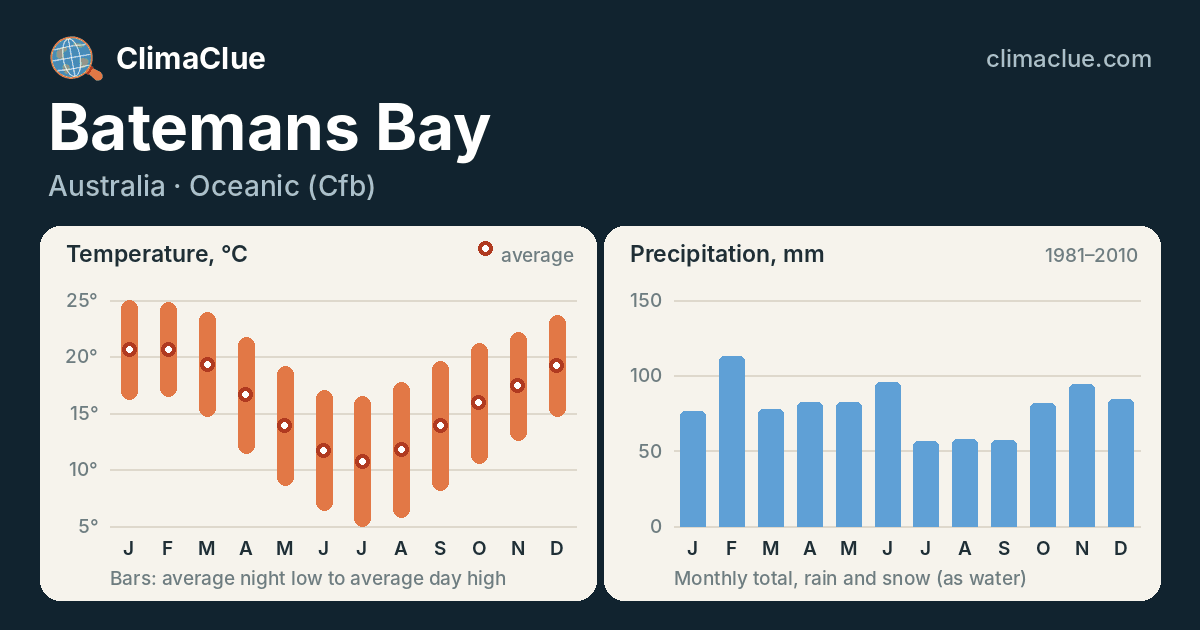 ClimaClue
climaclue.com
Batemans Bay
Australia · Oceanic (Cfb)
Temperature, °C
average
25°
20°
15°
10°
5°
J F M A M J J A S O N D
Bars: average night low to average day high
Precipitation, mm
1981–2010
150
100
50
0
J F M A M J J A S O N D
Monthly total, rain and snow (as water)